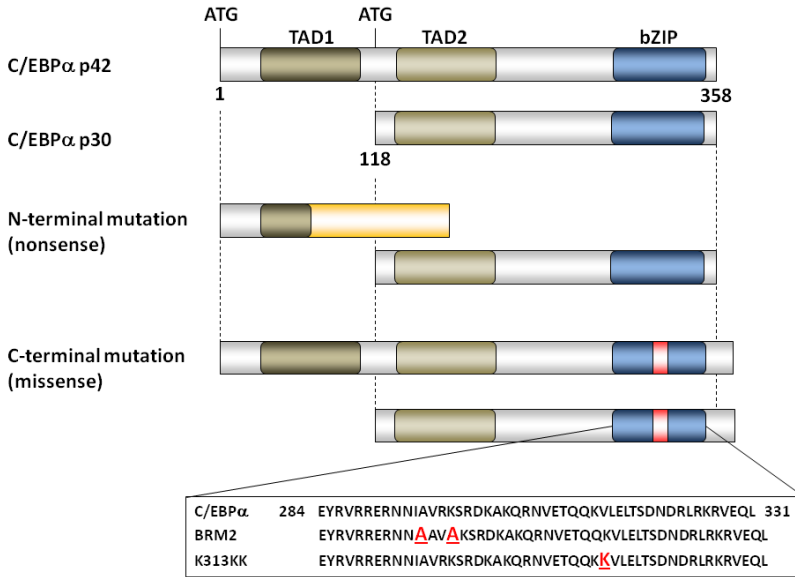 ATG ATG
TAD1 TAD2 bZIP
C/EBPα p42
1 358
C/EBPα p30
118
N-terminal mutation
(nonsense)
C-terminal mutation
(missense)
C/EBPα 284 EYRVRRERNNIAVRKSRDKAKQRNVETQQKVLELTSDNDRLRKRVEQL 331
BRM2 EYRVRRERNNAAVAKSRDKAKQRNVETQQKVLELTSDNDRLRKRVEQL
K313KK EYRVRRERNNIAVRKSRDKAKQRNVETQQKKVLELTSDNDRLRKRVEQL